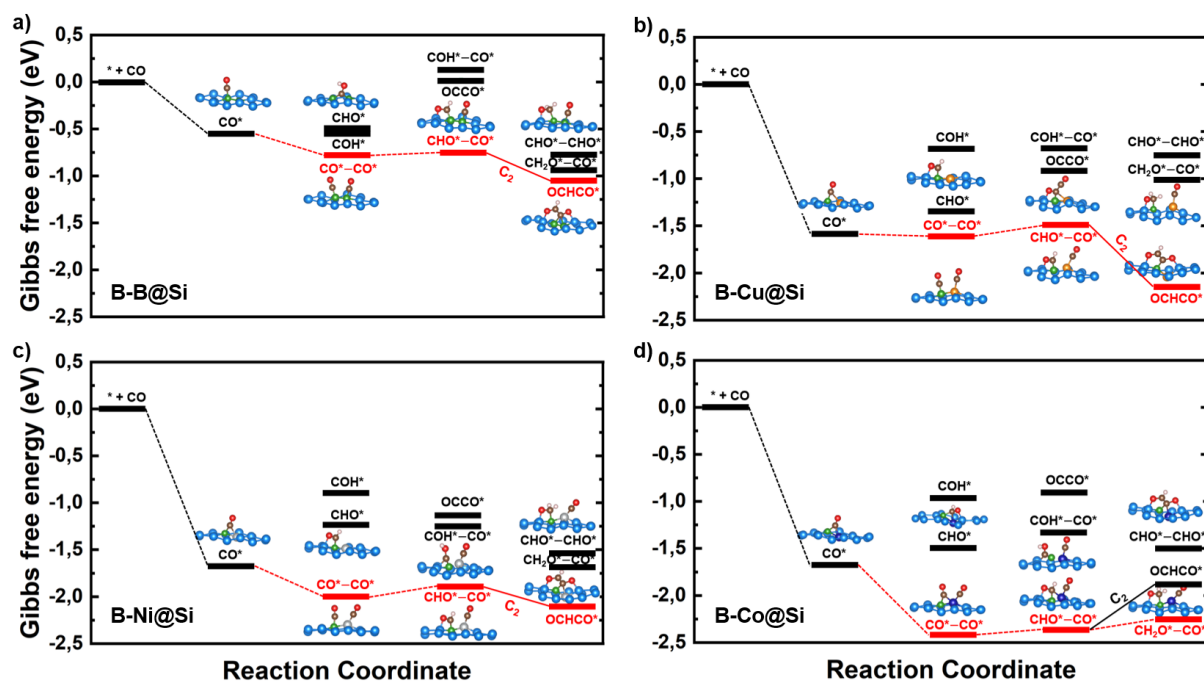 a)
Gibbs free energy (eV)
0,5
0,0
-0,5
-1,0
-1,5
-2,0
-2,5
* + CO
CO*
CHO*
COH*
CO*–CO*
COH*–CO*
OCCO*
CHO*–CO*
C₂
CHO*–CHO*
CH₂O*–CO*
OCHCO*
B-B@Si
b)
0,5
0,0
-0,5
-1,0
-1,5
-2,0
-2,5
* + CO
CO*
COH*
CHO*
CO*–CO*
COH*–CO*
OCCO*
CHO*–CO*
C₂
CHO*–CHO*
CH₂O*–CO*
OCHCO*
B-Cu@Si
c)
Gibbs free energy (eV)
0,5
0,0
-0,5
-1,0
-1,5
-2,0
-2,5
* + CO
CO*
COH*
CHO*
CO*–CO*
OCCO*
COH*–CO*
CHO*–CO*
C₂
CHO*–CHO*
CH₂O*–CO*
OCHCO*
B-Ni@Si
Reaction Coordinate
d)
0,5
0,0
-0,5
-1,0
-1,5
-2,0
-2,5
* + CO
CO*
COH*
CHO*
CO*–CO*
OCCO*
COH*–CO*
CHO*–CO*
C₂
CHO*–CHO*
OCHCO*
CH₂O*–CO*
B-Co@Si
Reaction Coordinate